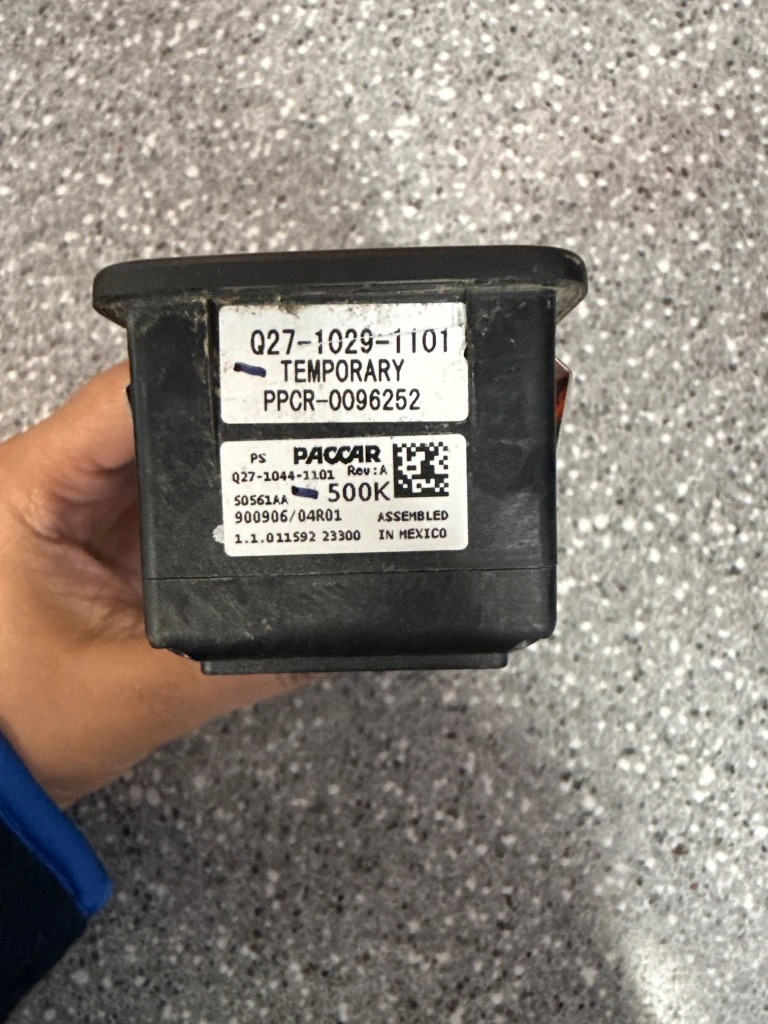 Q27-1029-1101
TEMPORARY
PPCR-0096252
PS PACCAR
Q27-1044-1101 Rev:A
50561AA 500K
900906/04R01 ASSEMBLED
1.1.011592 23300 IN MEXICO